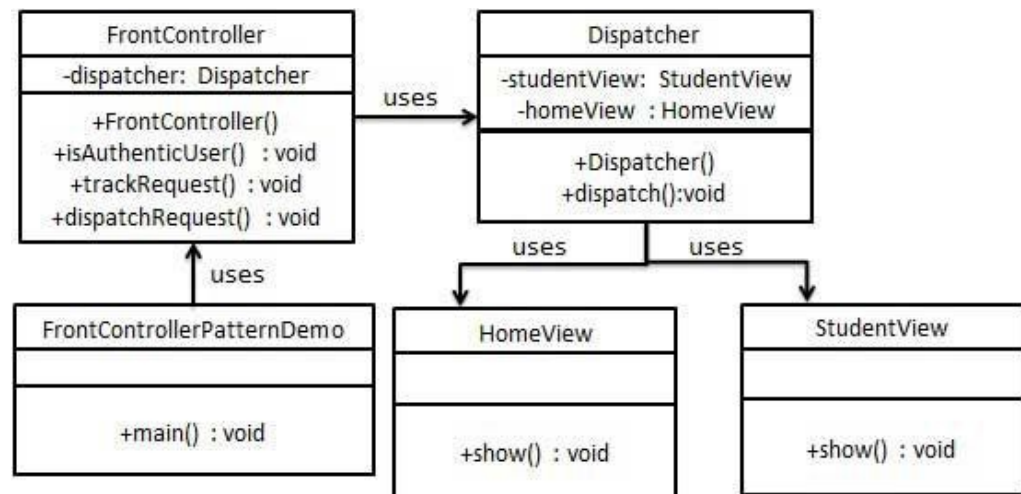 FrontController
-dispatcher: Dispatcher
+FrontController()
+isAuthenticUser() : void
+trackRequest() : void
+dispatchRequest() : void
uses
Dispatcher
-studentView: StudentView
-homeView : HomeView
+Dispatcher()
+dispatch():void
uses
uses
uses
FrontControllerPatternDemo
+main() : void
HomeView
+show() : void
StudentView
+show() : void